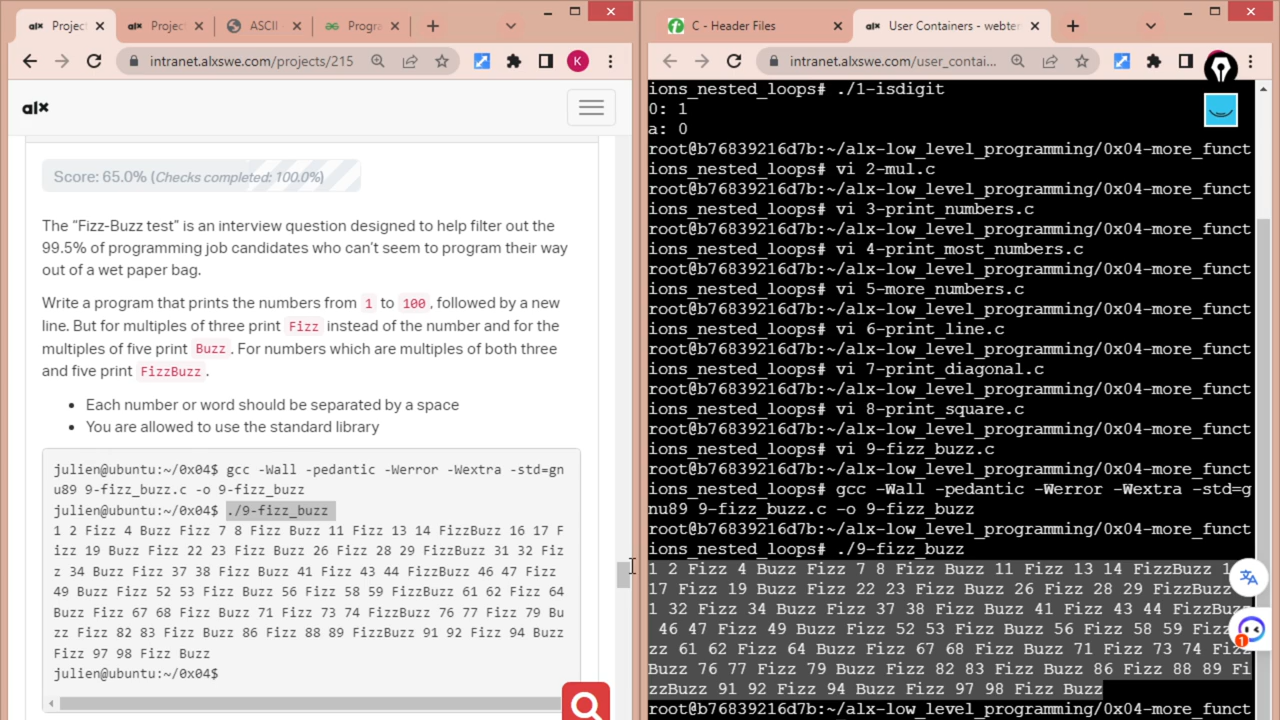 Projec
Projec
ASCII
Progra
intranet.alxswe.com/projects/215
K
alx
Score: 65.0% (Checks completed: 100.0%)
The “Fizz-Buzz test” is an interview question designed to help filter out the
99.5% of programming job candidates who can’t seem to program their way
out of a wet paper bag.
Write a program that prints the numbers from 1 to 100, followed by a new
line. But for multiples of three print Fizz instead of the number and for the
multiples of five print Buzz. For numbers which are multiples of both three
and five print FizzBuzz.
• Each number or word should be separated by a space
• You are allowed to use the standard library
julien@ubuntu:~/0x04$ gcc -Wall -pedantic -Werror -Wextra -std=gn
u89 9-fizz_buzz.c -o 9-fizz_buzz
julien@ubuntu:~/0x04$ ./9-fizz_buzz
1 2 Fizz 4 Buzz Fizz 7 8 Fizz Buzz 11 Fizz 13 14 FizzBuzz 16 17 F
izz 19 Buzz Fizz 22 23 Fizz Buzz 26 Fizz 28 29 FizzBuzz 31 32 Fiz
z 34 Buzz Fizz 37 38 Fizz Buzz 41 Fizz 43 44 FizzBuzz 46 47 Fizz
49 Buzz Fizz 52 53 Fizz Buzz 56 Fizz 58 59 FizzBuzz 61 62 Fizz 64
Buzz Fizz 67 68 Fizz Buzz 71 Fizz 73 74 FizzBuzz 76 77 Fizz 79 Bu
zz Fizz 82 83 Fizz Buzz 86 Fizz 88 89 FizzBuzz 91 92 Fizz 94 Buzz
Fizz 97 98 Fizz Buzz
julien@ubuntu:~/0x04$
C - Header Files
alx User Containers - webter
intranet.alxswe.com/user_contai...
ions_nested_loops# ./1-isdigit
0: 1
a: 0
root@b76839216d7b:~/alx-low_level_programming/0x04-more_funct
ions_nested_loops# vi 2-mul.c
root@b76839216d7b:~/alx-low_level_programming/0x04-more_funct
ions_nested_loops# vi 3-print_numbers.c
root@b76839216d7b:~/alx-low_level_programming/0x04-more_funct
ions_nested_loops# vi 4-print_most_numbers.c
root@b76839216d7b:~/alx-low_level_programming/0x04-more_funct
ions_nested_loops# vi 5-more_numbers.c
root@b76839216d7b:~/alx-low_level_programming/0x04-more_funct
ions_nested_loops# vi 6-print_line.c
root@b76839216d7b:~/alx-low_level_programming/0x04-more_funct
ions_nested_loops# vi 7-print_diagonal.c
root@b76839216d7b:~/alx-low_level_programming/0x04-more_funct
ions_nested_loops# vi 8-print_square.c
root@b76839216d7b:~/alx-low_level_programming/0x04-more_funct
ions_nested_loops# vi 9-fizz_buzz.c
root@b76839216d7b:~/alx-low_level_programming/0x04-more_funct
ions_nested_loops# gcc -Wall -pedantic -Werror -Wextra -std=g
nu89 9-fizz_buzz.c -o 9-fizz_buzz
root@b76839216d7b:~/alx-low_level_programming/0x04-more_funct
ions_nested_loops# ./9-fizz_buzz
1 2 Fizz 4 Buzz Fizz 7 8 Fizz Buzz 11 Fizz 13 14 FizzBuzz 1
17 Fizz 19 Buzz Fizz 22 23 Fizz Buzz 26 Fizz 28 29 FizzBuzz
1 32 Fizz 34 Buzz Fizz 37 38 Fizz Buzz 41 Fizz 43 44 FizzBuzz
46 47 Fizz 49 Buzz Fizz 52 53 Fizz Buzz 56 Fizz 58 59 Fizz
zz 61 62 Fizz 64 Buzz Fizz 67 68 Fizz Buzz 71 Fizz 73 74 Fizz
Buzz 76 77 Fizz 79 Buzz Fizz 82 83 Fizz Buzz 86 Fizz 88 89 Fi
zzBuzz 91 92 Fizz 94 Buzz Fizz 97 98 Fizz Buzz
root@b76839216d7b:~/alx-low_level_programming/0x04-more_funct
1